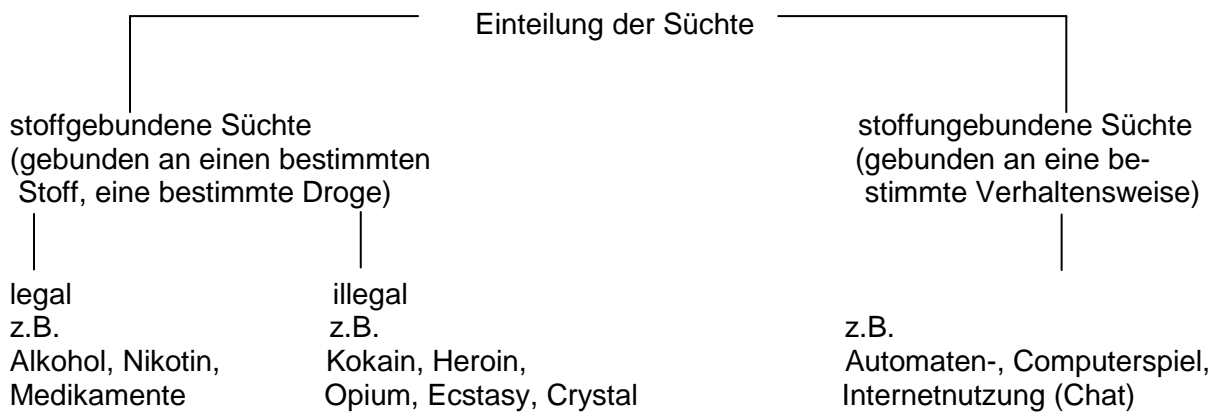 Einteilung der Süchte
stoffgebundene Süchte
(gebunden an einen bestimmten
Stoff, eine bestimmte Droge)
stoffungebundene Süchte
(gebunden an eine be-
stimmte Verhaltensweise)
legal
z.B.
Alkohol, Nikotin,
Medikamente
illegal
z.B.
Kokain, Heroin,
Opium, Ecstasy, Crystal
z.B.
Automaten-, Computerspiel,
Internetnutzung (Chat)